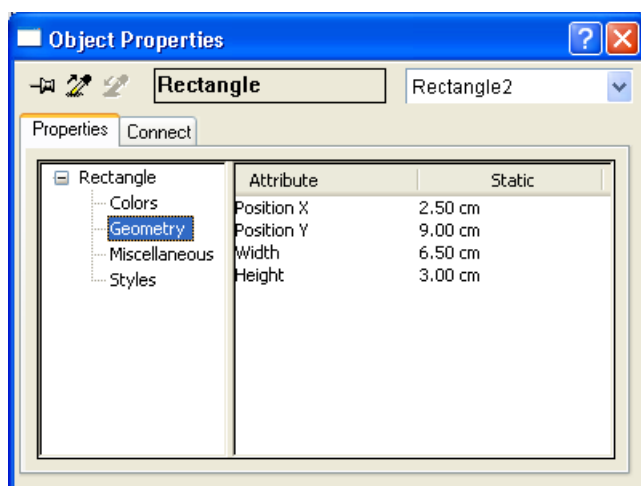 Object Properties
?
Rectangle Rectangle2
Properties Connect
Rectangle
Colors
Geometry
Miscellaneous
Styles
Attribute Static
Position X 2.50 cm
Position Y 9.00 cm
Width 6.50 cm
Height 3.00 cm